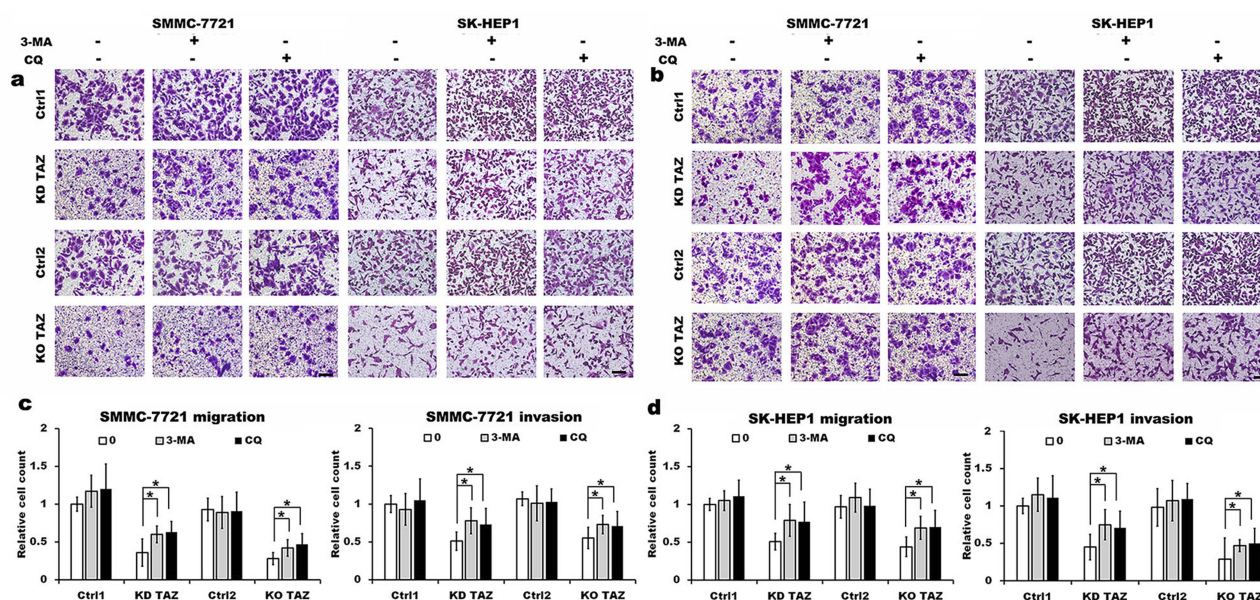 SMMC-7721 SK-HEP1
3-MA - + - - + -
CQ - - + - - +
a
Ctrl1
KD TAZ
Ctrl2
KO TAZ
SMMC-7721 SK-HEP1
3-MA - + - - + -
CQ - - + - - +
b
Ctrl1
KD TAZ
Ctrl2
KO TAZ
c
SMMC-7721 migration
0 3-MA CQ
Relative cell count
2
1.5
1
0.5
0
* * * *
Ctrl1 KD TAZ Ctrl2 KO TAZ
SMMC-7721 invasion
0 3-MA CQ
Relative cell count
2
1.5
1
0.5
0
* * * *
Ctrl1 KD TAZ Ctrl2 KO TAZ
d
SK-HEP1 migration
0 3-MA CQ
Relative cell count
2
1.5
1
0.5
0
* * * *
Ctrl1 KD TAZ Ctrl2 KO TAZ
SK-HEP1 invasion
0 3-MA CQ
Relative cell count
2
1.5
1
0.5
0
* * * *
Ctrl1 KD TAZ Ctrl2 KO TAZ